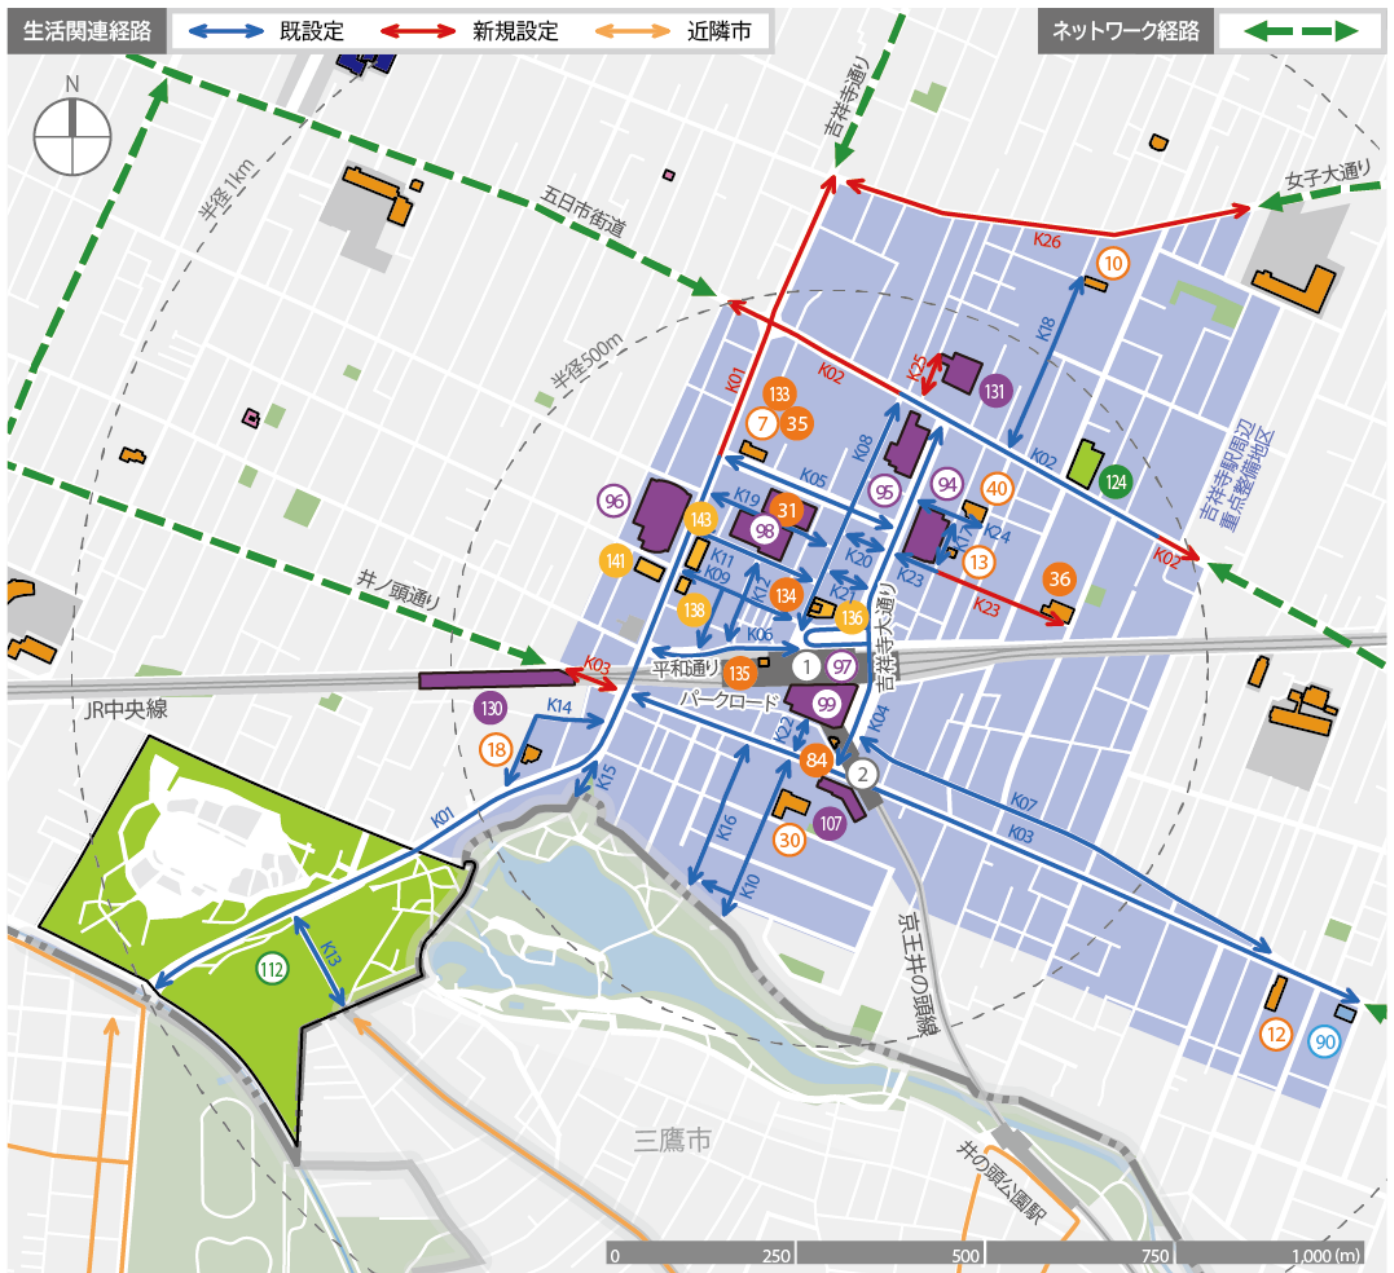 生活関連経路
既設定
新規設定
近隣市
ネットワーク経路
N
吉祥寺通り
半径1km
女子大通り
五日市街道
K26
10
K18
半径500m
K01
K02
K25
131
133
7
35
K08
K02
吉祥寺駅周辺
重点整備地区
124
K05
95
94
40
96
K19
31
143
98
K17
K24
K20
141
K11
13
K02
K23
K09
K12
134
K21
36
井ノ頭通り
138
136
K23
K06
吉祥寺大通り
平和通り
135
1
97
K03
パークロード
99
JR中央線
130
K14
K22
K04
18
84
2
K15
K07
K01
K16
30
107
K03
K10
京王井の頭線
K13
112
12
90
三鷹市
井の頭公園駅
0
250
500
750
1,000 (m)